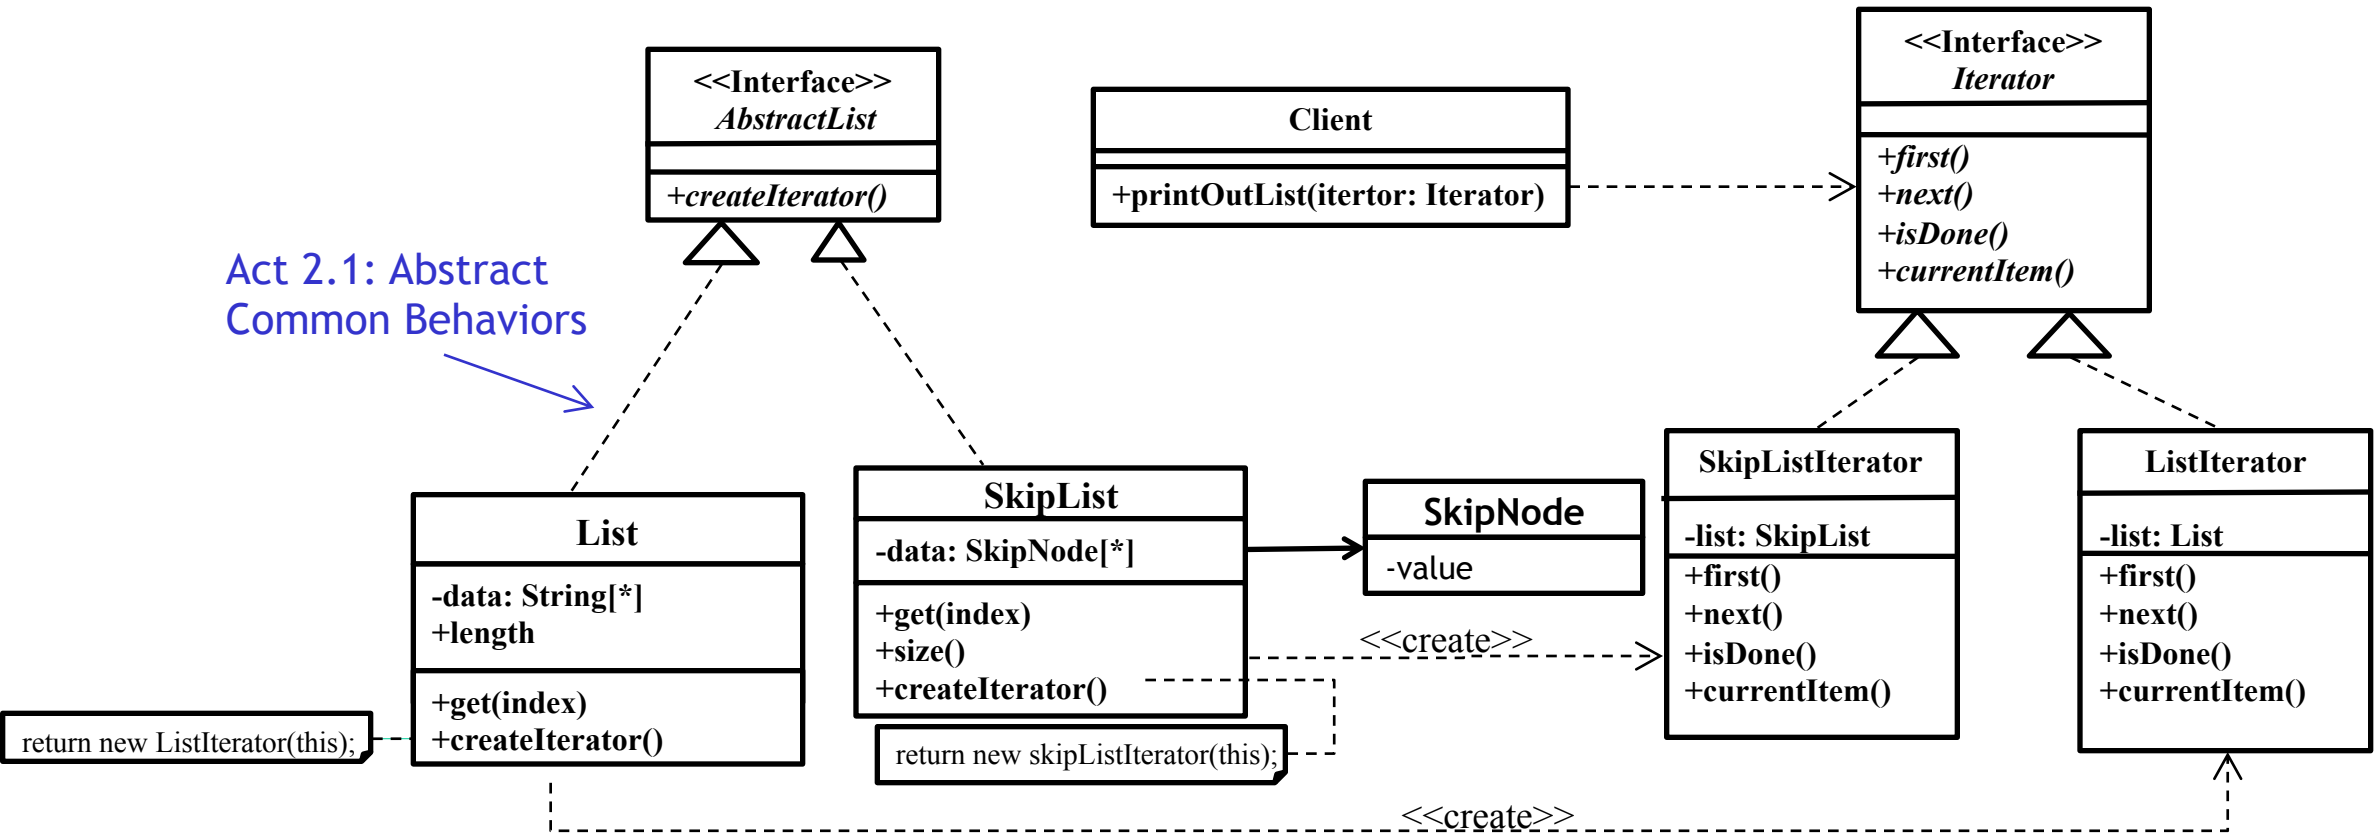 <<Interface>>
AbstractList
+createIterator()
Client
+printOutList(itertor: Iterator)
<<Interface>>
Iterator
+first()
+next()
+isDone()
+currentItem()
Act 2.1: Abstract
Common Behaviors
List
-data: String[*]
+length
+get(index)
+createIterator()
return new ListIterator(this);
SkipList
-data: SkipNode[*]
+get(index)
+size()
+createIterator()
return new skipListIterator(this);
SkipNode
-value
<<create>>
SkipListIterator
-list: SkipList
+first()
+next()
+isDone()
+currentItem()
ListIterator
-list: List
+first()
+next()
+isDone()
+currentItem()
<<create>>